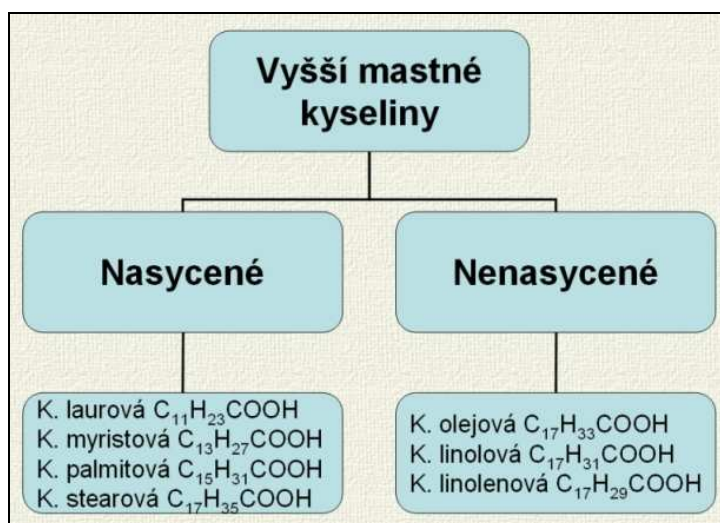 Vyšší mastné
kyseliny
Nasycené
Nenasycené
K. laurová C₁₁H₂₃COOH
K. myristová C₁₃H₂₇COOH
K. palmitová C₁₅H₃₁COOH
K. stearová C₁₇H₃₅COOH
K. olejová C₁₇H₃₃COOH
K. linolová C₁₇H₃₁COOH
K. linolenová C₁₇H₂₉COOH